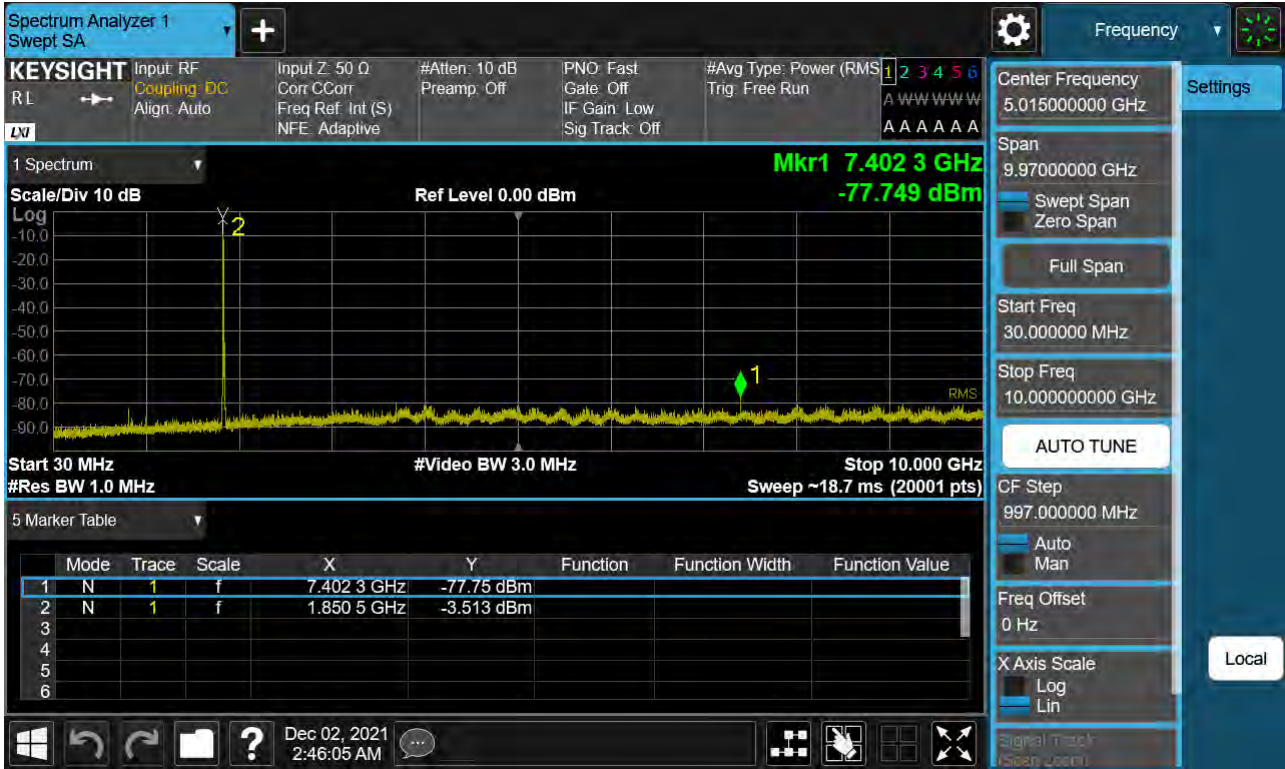 Spectrum Analyzer 1
Swept SA
Frequency
KEYSIGHT
RL
LXI
Input: RF
Coupling: DC
Align: Auto
Input Z: 50 Ω
Corr CCorr
Freq Ref: Int (S)
NFE: Adaptive
#Atten: 10 dB
Preamp: Off
PNO: Fast
Gate: Off
IF Gain: Low
Sig Track: Off
#Avg Type: Power (RMS
Trig: Free Run
1 2 3 4 5 6
A W W W W W
A A A A A A
1 Spectrum
Mkr1 7.402 3 GHz
Scale/Div 10 dB
Ref Level 0.00 dBm
-77.749 dBm
Log
2
-10.0
-20.0
-30.0
-40.0
-50.0
-60.0
-70.0
1
-80.0
RMS
-90.0
Start 30 MHz
#Video BW 3.0 MHz
Stop 10.000 GHz
#Res BW 1.0 MHz
Sweep ~18.7 ms (20001 pts)
5 Marker Table
Mode Trace Scale X Y Function Function Width Function Value
1 N 1 f 7.402 3 GHz -77.75 dBm
2 N 1 f 1.850 5 GHz -3.513 dBm
3
4
5
6
?
Dec 02, 2021
2:46:05 AM
Center Frequency
5.015000000 GHz
Settings
Span
9.97000000 GHz
Swept Span
Zero Span
Full Span
Start Freq
30.000000 MHz
Stop Freq
10.000000000 GHz
AUTO TUNE
CF Step
997.000000 MHz
Auto
Man
Freq Offset
0 Hz
X Axis Scale
Log
Lin
Local
Signal Track
(Span Zoom)